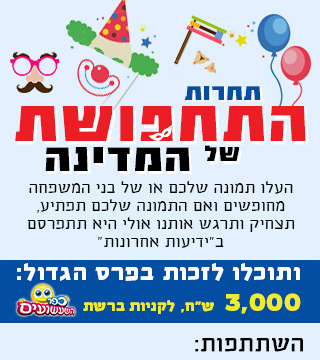 תחרות
התחפושת
של המדינה
העלו תמונה שלכם או של בני המשפחה
מחופשים ואם התמונה שלכם תפתיע,
תצחיק ותרגש אותנו אולי היא תתפרסם
ב"ידיעות אחרונות"
ותוכלו לזכות בפרס הגדול:
3,000 ש"ח, לקניות ברשת
כפר
השעשועים
השתתפות: